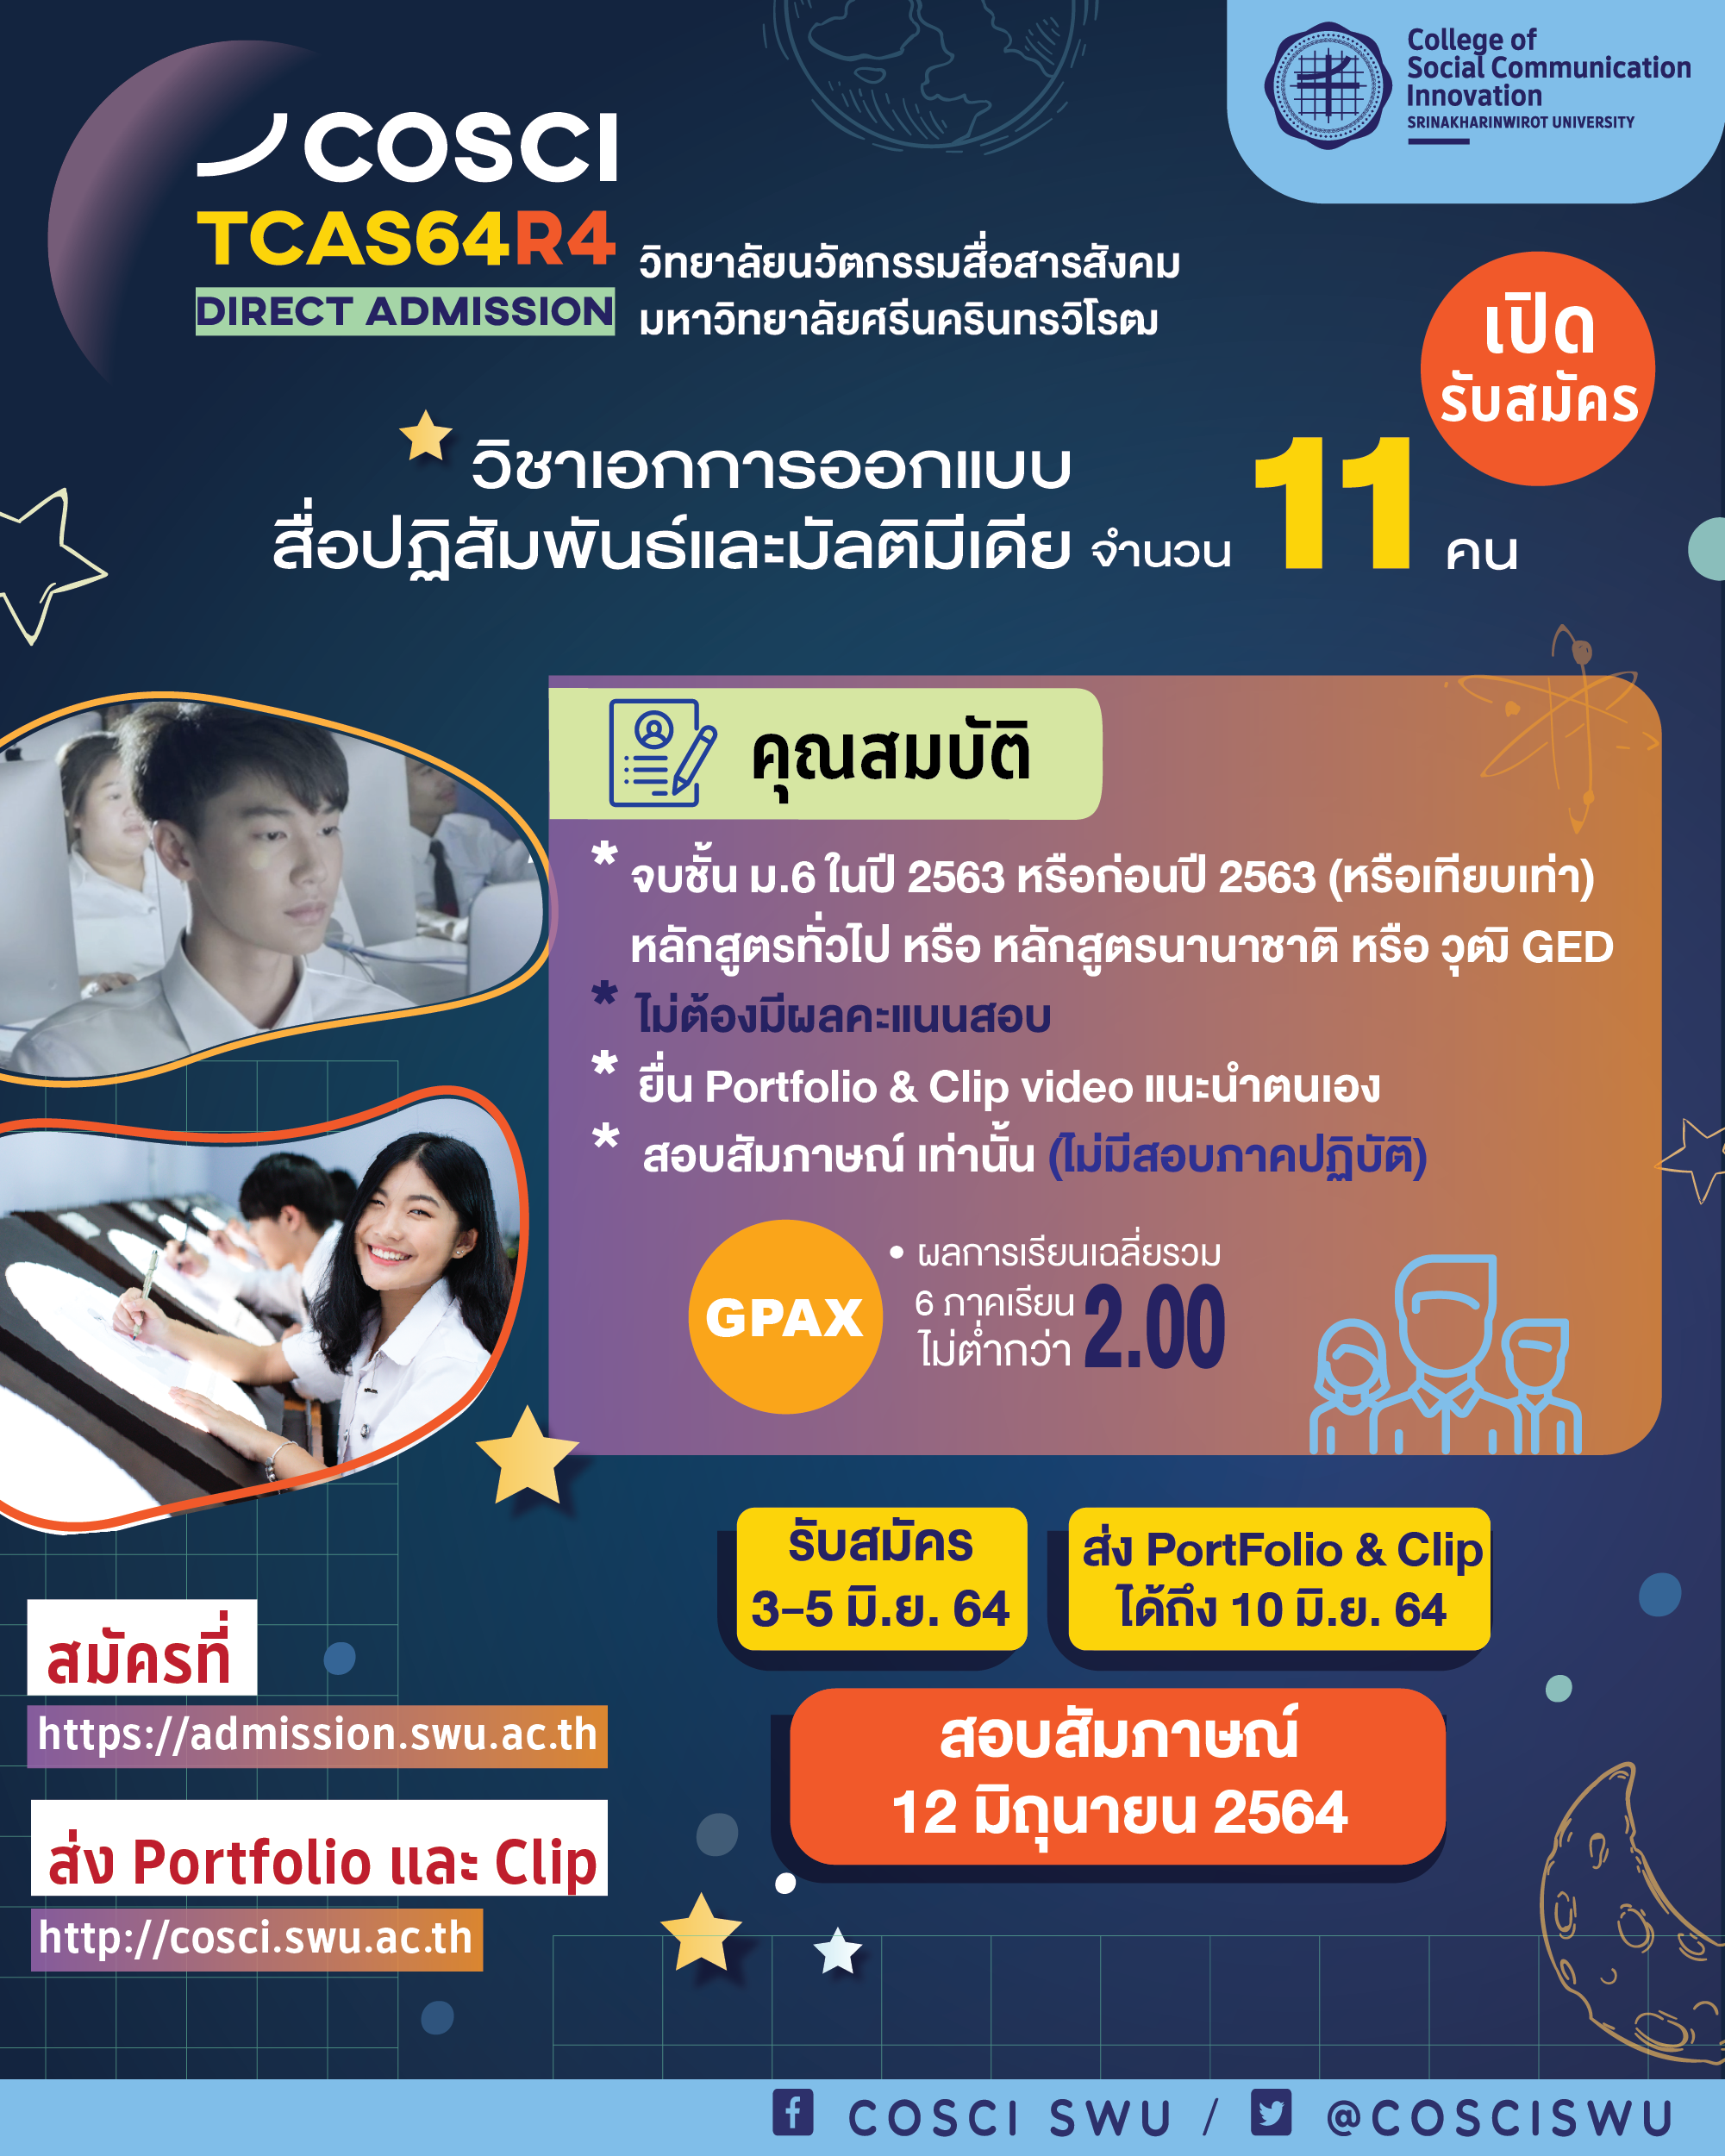 College of
Social Communication
Innovation
SRINAKHARINWIROT UNIVERSITY
COSCI
TCAS64R4
DIRECT ADMISSION
วิทยาลัยนวัตกรรมสื่อสารสังคม
มหาวิทยาลัยศรีนครินทรวิโรฒ
เปิด
รับสมัคร
วิชาเอกการออกแบบ
สื่อปฏิสัมพันธ์และมัลติมีเดีย จำนวน 11 คน
คุณสมบัติ
* จบชั้น ม.6 ในปี 2563 หรือก่อนปี 2563 (หรือเทียบเท่า)
หลักสูตรทั่วไป หรือ หลักสูตรนานาชาติ หรือ วุฒิ GED
* ไม่ต้องมีผลคะแนนสอบ
* ยื่น Portfolio & Clip video แนะนำตนเอง
* สอบสัมภาษณ์ เท่านั้น (ไม่มีสอบภาคปฏิบัติ)
GPAX
• ผลการเรียนเฉลี่ยรวม
6 ภาคเรียน
ไม่ต่ำกว่า 2.00
รับสมัคร
3-5 มิ.ย. 64
ส่ง PortFolio & Clip
ได้ถึง 10 มิ.ย. 64
สอบสัมภาษณ์
12 มิถุนายน 2564
สมัครที่
https://admission.swu.ac.th
ส่ง Portfolio และ Clip
http://cosci.swu.ac.th
COSCI SWU / @COSCISWU